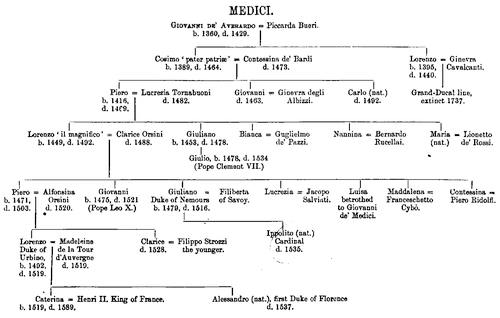 MEDICI.
GIOVANNI DE' AVERARDO = Piccarda Bueri.
b. 1360, d. 1429.
Cosimo 'pater patriæ' = Contessina de' Bardi
b. 1389, d. 1464. d. 1473.
Lorenzo = Ginevra
b. 1395, Cavalcanti.
d. 1440.
Piero = Lucrezia Tornabuoni
b. 1416, d. 1482.
d. 1469.
Giovanni = Ginevra degli
d. 1463. Albizzi.
Carlo (nat.)
d. 1492.
Grand-Ducal line,
extinct 1737.
Lorenzo 'il magnifico' = Clarice Orsini
b. 1449, d. 1492. d. 1488.
Giuliano
b. 1453, d. 1478.
Giulio, b. 1478, d. 1534
(Pope Clement VII.)
Bianca = Guglielmo
de' Pazzi.
Nannina = Bernardo
Rucellai.
Maria = Lionetto
(nat.) de' Rossi.
Piero = Alfonsina
b. 1471, Orsini
d. 1503. d. 1520.
Giovanni
b. 1475, d. 1521
(Pope Leo X.)
Giuliano = Filiberta
Duke of Nemours of Savoy.
b. 1479, d. 1516.
Lucrezia = Jacopo
Salviati.
Luisa
betrothed
to Giovanni
de' Medici.
Maddalena =
Franceschetto
Cybó.
Contessina =
Piero Ridolfi.
Ippolito (nat.)
Cardinal
d. 1535.
Lorenzo = Madeleine
Duke of de la Tour
Urbino, d'Auvergne
b. 1492, d. 1519.
d. 1519.
Clarice = Filippo Strozzi
d. 1528. the younger.
Caterina = Henri II. King of France.
b. 1519, d. 1589.
Alessandro (nat.), first Duke of Florence
d. 1537.